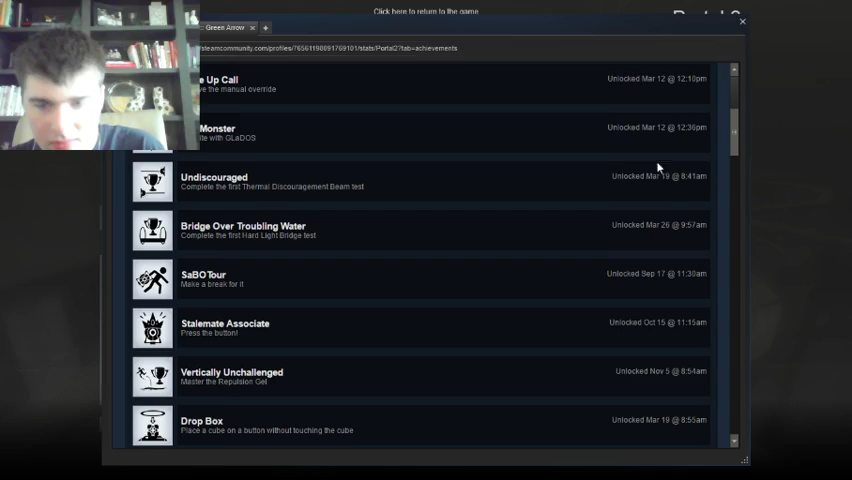 Click here to return to the game
:: Green Arrow
steamcommunity.com/profiles/76561190091769101/stats/Portal2?tab=achievements
e Up Call
Unlocked Mar 12 @ 12:10pm
ve the manual override
Monster
Unlocked Mar 12 @ 12:36pm
ite with GLaDOS
Undiscouraged
Unlocked Mar 19 @ 8:41am
Complete the first Thermal Discouragement Beam test
Bridge Over Troubling Water
Unlocked Mar 26 @ 9:57am
Complete the first Hard Light Bridge test
SaBOTour
Unlocked Sep 17 @ 11:30am
Make a break for it
Stalemate Associate
Unlocked Oct 15 @ 11:15am
Press the button!
Vertically Unchallenged
Unlocked Nov 5 @ 8:54am
Master the Repulsion Gel
Drop Box
Unlocked Mar 19 @ 8:55am
Place a cube on a button without touching the cube